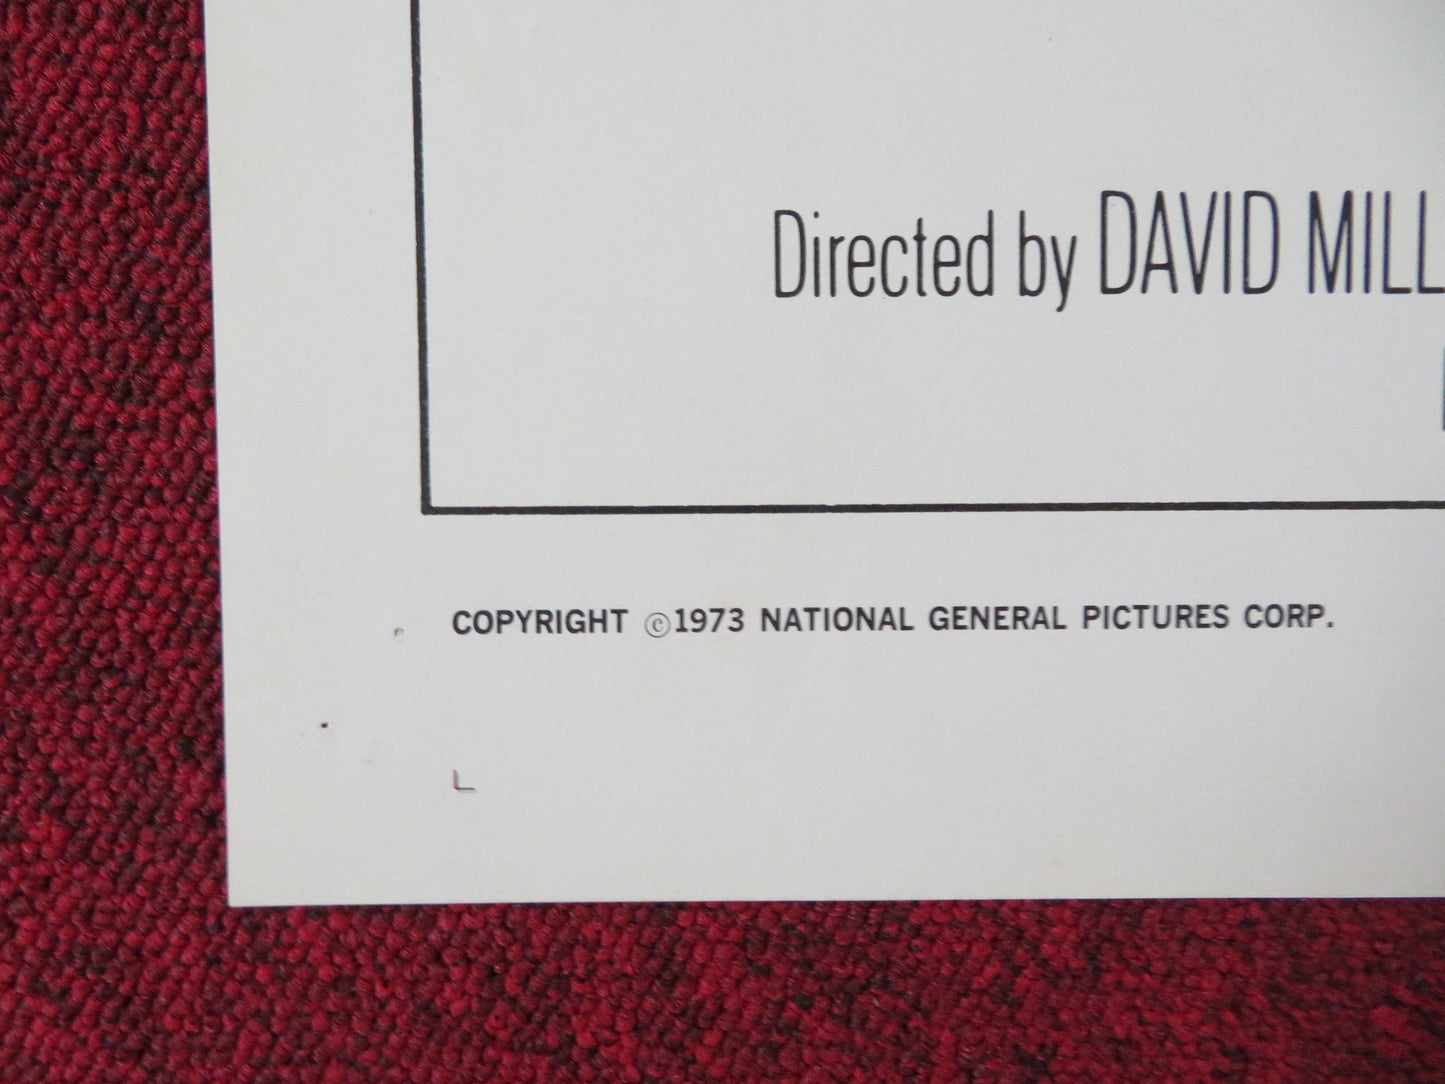 Directed by DAVID MILL
COPYRIGHT ©1973 NATIONAL GENERAL PICTURES CORP.